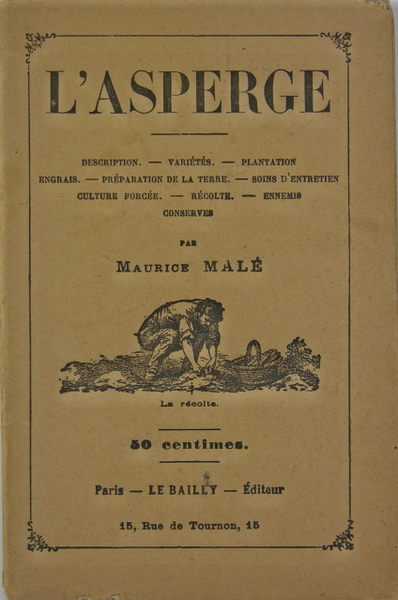 L'ASPERGE
DESCRIPTION. — VARIÉTÉS. — PLANTATION
ENGRAIS. — PRÉPARATION DE LA TERRE. — SOINS D'ENTRETIEN
CULTURE FORCÉE. — RÉCOLTE. — ENNEMIS
CONSERVES
PAR
MAURICE MALÉ
La récolte.
50 centimes.
Paris — LE BAILLY — Éditeur
15, Rue de Tournon, 15